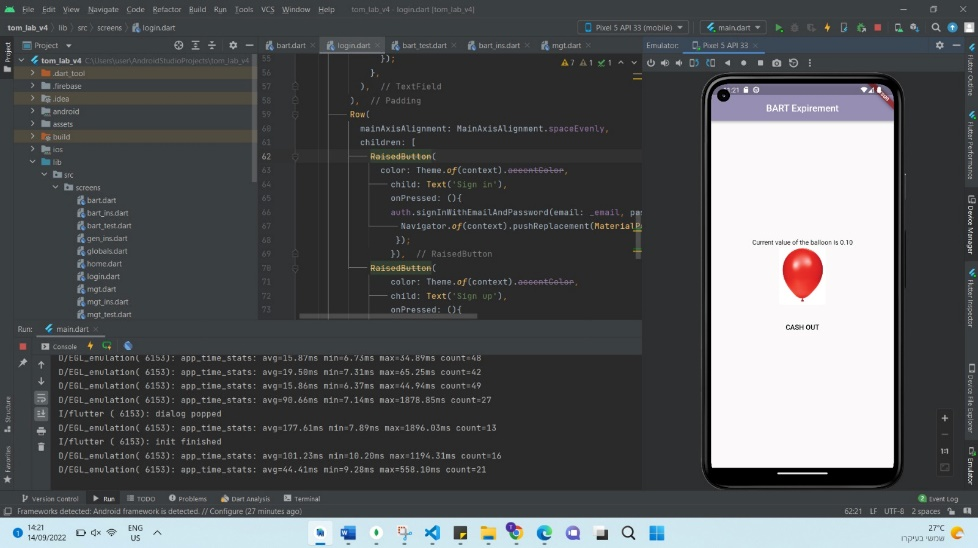 File Edit View Navigate Code Refactor Build Run Tools VCS Window Help tom_lab_v4 - login.dart
tom_lab_v4 lib src screens login.dart Pixel 5 API 33 (mobile) main.dart
Project bart.dart login.dart bart_test.dart bart_ins.dart mgt.dart Emulator: Pixel 5 API 33
Project
tom_lab_v4 C:\Users\user\AndroidStudioProjects\tom_lab_v4
.dart_tool
.firebase
.idea
android
assets
build
ios
lib
src
screens
bart.dart
bart_ins.dart
bart_test.dart
gen_ins.dart
globals.dart
home.dart
login.dart
mgt.dart
mgt_ins.dart
mgt_test.dart
7 1 1
55 });
56 },
57 ), // TextField
58 ), // Padding
59 Row(
60 mainAxisAlignment: MainAxisAlignment.spaceEvenly,
61 children: [
62 RaisedButton(
63 color: Theme.of(context).accentColor,
64 child: Text('Sign in'),
65 onPressed: (){
66 auth.signInWithEmailAndPassword(email: _email,
67 Navigator.of(context).pushReplacement(
68 });
69 }), // RaisedButton
70 RaisedButton(
71 color: Theme.of(context).accentColor,
72 child: Text('Sign up'),
73 onPressed: (){
BART Expirement
Current value of the balloon is 0.10
CASH OUT
1:1
Flutter Outline
Flutter Performance
Device Manager
Flutter Inspector
Device File Explorer
Emulator
Structure
Favorites
Run: main.dart
Console
D/EGL_emulation( 6153): app_time_stats: avg=15.87ms min=6.73ms max=34.89ms count=48
D/EGL_emulation( 6153): app_time_stats: avg=19.50ms min=7.31ms max=65.25ms count=42
D/EGL_emulation( 6153): app_time_stats: avg=15.86ms min=6.37ms max=44.94ms count=49
D/EGL_emulation( 6153): app_time_stats: avg=90.66ms min=7.14ms max=1878.85ms count=27
I/flutter ( 6153): dialog popped
D/EGL_emulation( 6153): app_time_stats: avg=177.61ms min=7.89ms max=1896.03ms count=13
I/flutter ( 6153): init finished
D/EGL_emulation( 6153): app_time_stats: avg=101.23ms min=10.20ms max=1194.31ms count=16
D/EGL_emulation( 6153): app_time_stats: avg=44.41ms min=9.28ms max=558.10ms count=21
Version Control Run TODO Problems Dart Analysis Terminal 2 Event Log
Frameworks detected: Android framework is detected. // Configure (27 minutes ago) 62:21 LF UTF-8 2 spaces
1 14:21 ENG 27°C
14/09/2022 US שמשי בעיקרו